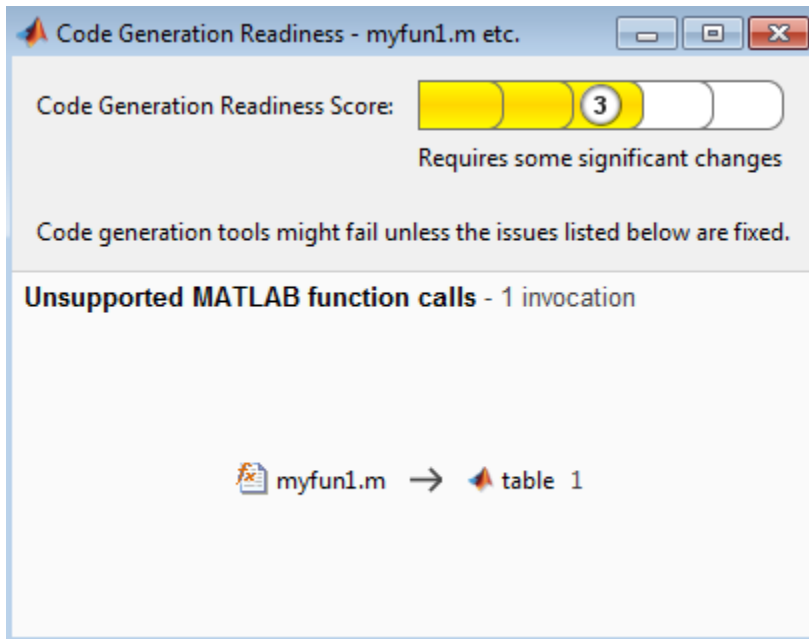 Code Generation Readiness - myfun1.m etc.
Code Generation Readiness Score: 3
Requires some significant changes
Code generation tools might fail unless the issues listed below are fixed.
Unsupported MATLAB function calls - 1 invocation
myfun1.m → table 1